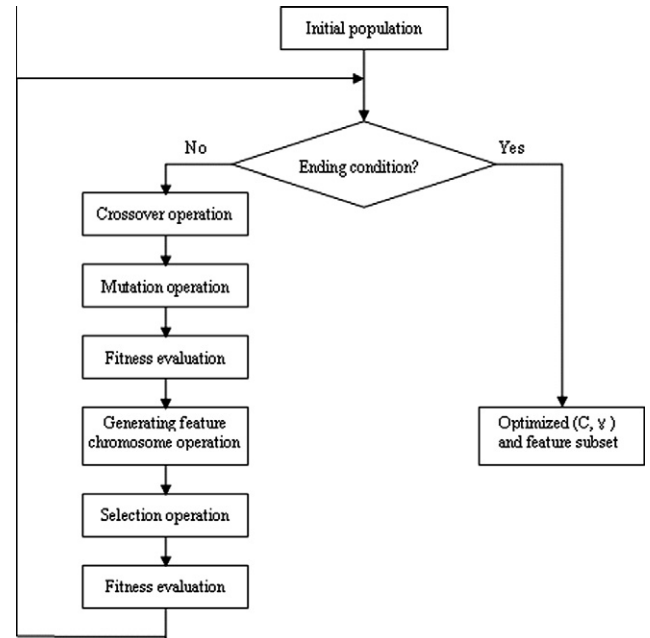 Initial population
No
Yes
Ending condition?
Crossover operation
Mutation operation
Fitness evaluation
Generating feature
chromosome operation
Optimized (C, γ)
and feature subset
Selection operation
Fitness evaluation